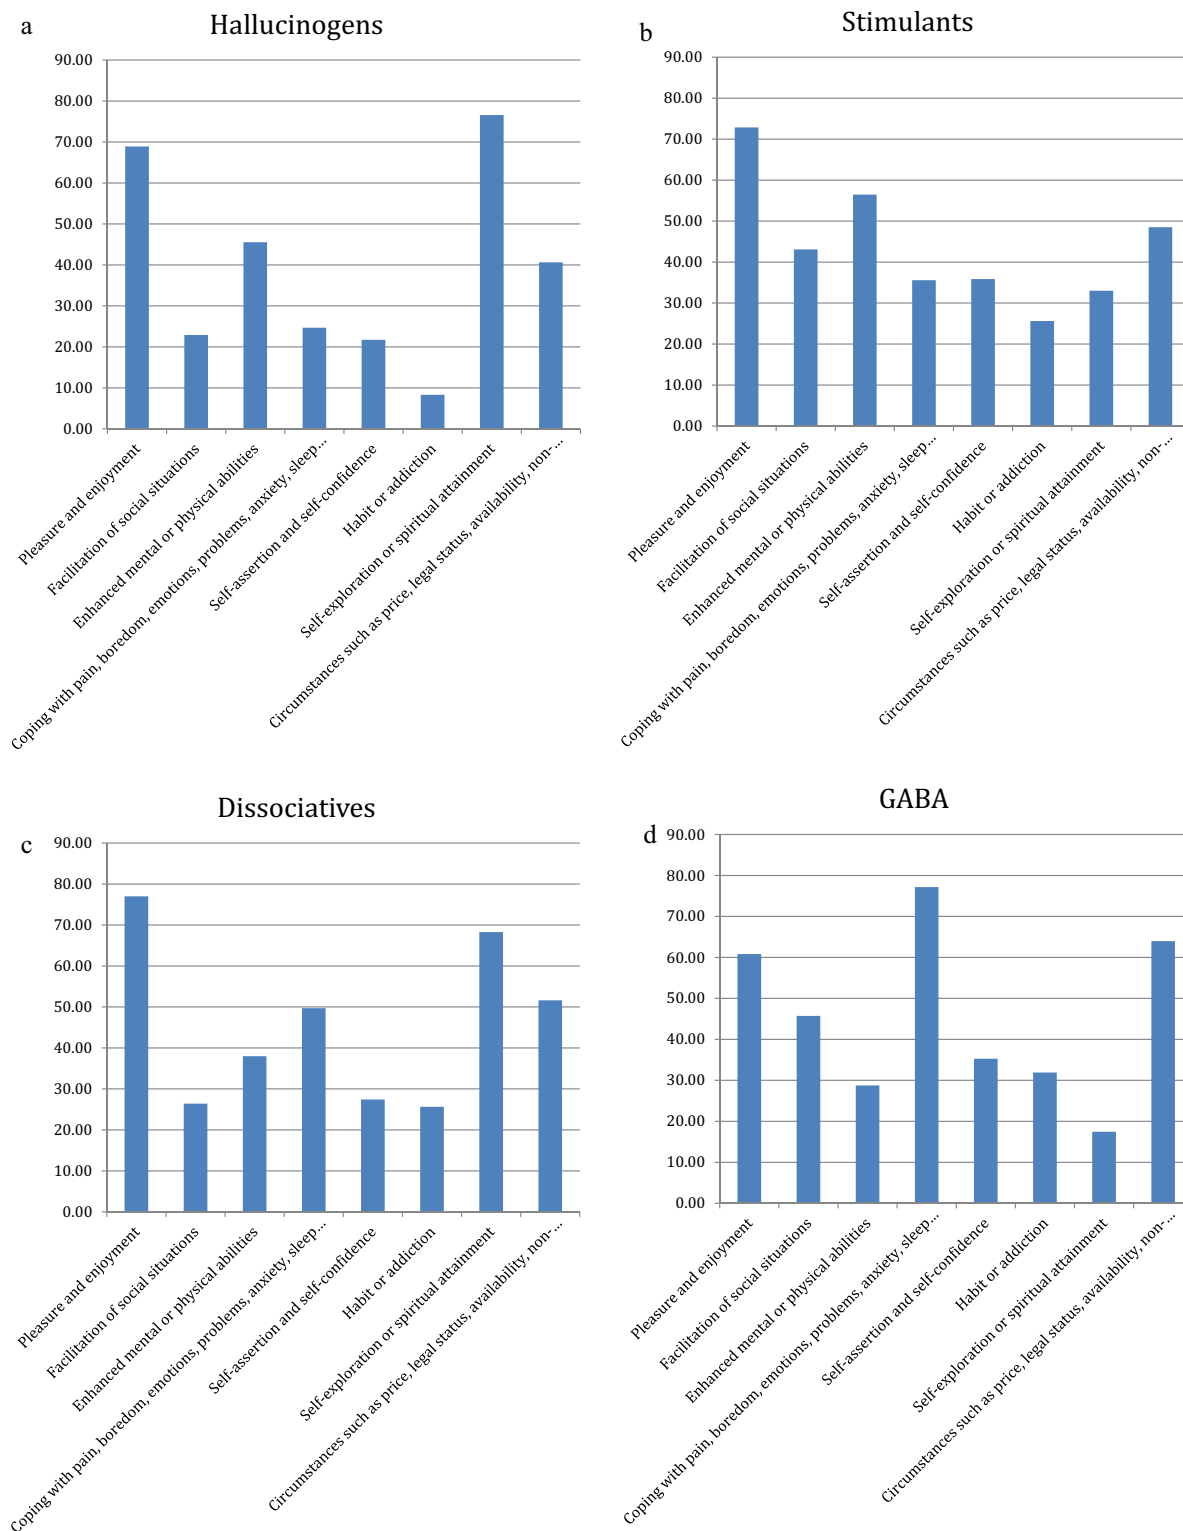 a
Hallucinogens
90.00
80.00
70.00
60.00
50.00
40.00
30.00
20.00
10.00
0.00
Pleasure and enjoyment
Facilitation of social situations
Enhanced mental or physical abilities
Coping with pain, boredom, emotions, problems, anxiety, sleep...
Self-assertion and self-confidence
Habit or addiction
Self-exploration or spiritual attainment
Circumstances such as price, legal status, availability, non-...
b
Stimulants
90.00
80.00
70.00
60.00
50.00
40.00
30.00
20.00
10.00
0.00
Pleasure and enjoyment
Facilitation of social situations
Enhanced mental or physical abilities
Coping with pain, boredom, emotions, problems, anxiety, sleep...
Self-assertion and self-confidence
Habit or addiction
Self-exploration or spiritual attainment
Circumstances such as price, legal status, availability, non-...
c
Dissociatives
90.00
80.00
70.00
60.00
50.00
40.00
30.00
20.00
10.00
0.00
Pleasure and enjoyment
Facilitation of social situations
Enhanced mental or physical abilities
Coping with pain, boredom, emotions, problems, anxiety, sleep...
Self-assertion and self-confidence
Habit or addiction
Self-exploration or spiritual attainment
Circumstances such as price, legal status, availability, non-...
d
GABA
90.00
80.00
70.00
60.00
50.00
40.00
30.00
20.00
10.00
0.00
Pleasure and enjoyment
Facilitation of social situations
Enhanced mental or physical abilities
Coping with pain, boredom, emotions, problems, anxiety, sleep...
Self-assertion and self-confidence
Habit or addiction
Self-exploration or spiritual attainment
Circumstances such as price, legal status, availability, non-...